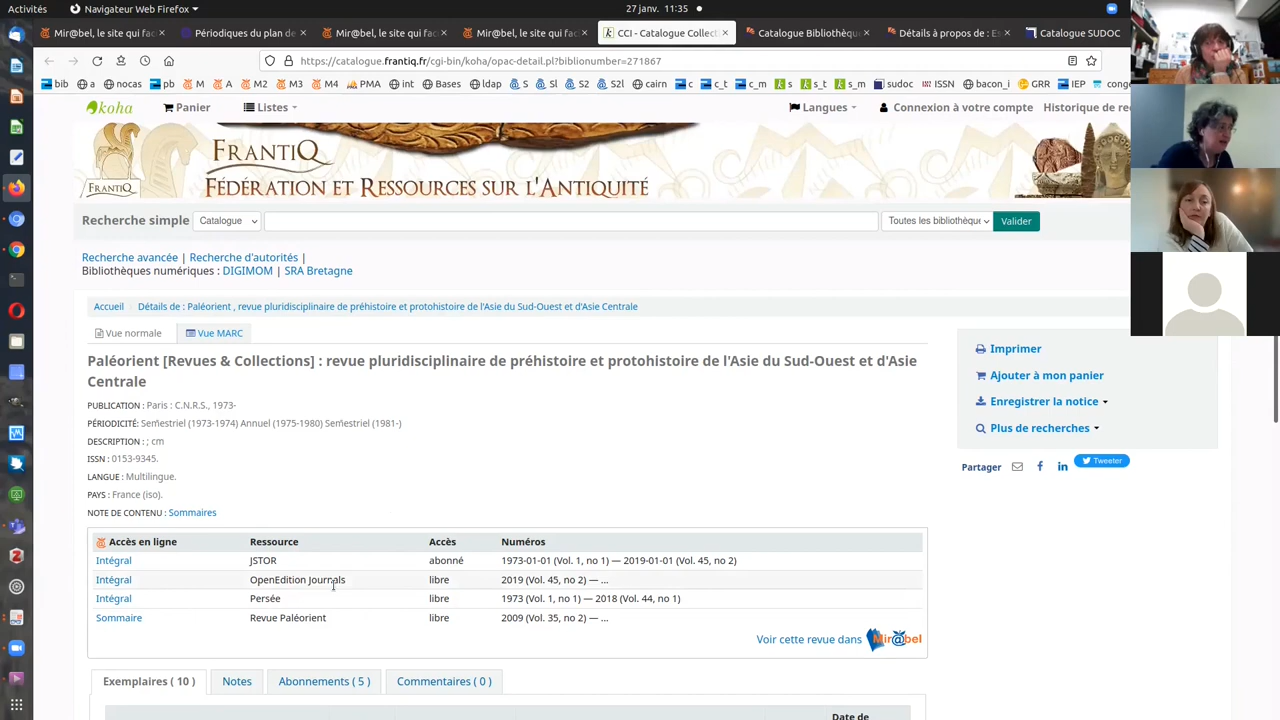 Activités
Navigateur Web Firefox
27 janv. 11:35
Mir@bel, le site qui fac
Périodiques du plan de
Mir@bel, le site qui fac
Mir@bel, le site qui fac
CCI - Catalogue Collect
Catalogue Bibliothèqu
Détails à propos de : Es
Catalogue SUDOC
https://catalogue.frantiq.fr/cgi-bin/koha/opac-detail.pl?biblionumber=271867
bib a nocas p M A M2 M3 M4 PMA int Bases ldap S Sl S2 S2l cairn c c_t c_m s s_t s_m sudoc ISSN bacon_i GRR IEP cong
koha Panier Listes Langues Connexion à votre compte Historique de rec
FRANTIQ
FÉDÉRATION ET RESSOURCES SUR L'ANTIQUITÉ
FRANTIQ
Recherche simple Catalogue Toutes les bibliothèqu Valider
Recherche avancée | Recherche d'autorités |
Bibliothèques numériques : DIGIMOM | SRA Bretagne
Accueil Détails de : Paléorient , revue pluridisciplinaire de préhistoire et protohistoire de l'Asie du Sud-Ouest et d'Asie Centrale
Vue normale Vue MARC
Paléorient [Revues & Collections] : revue pluridisciplinaire de préhistoire et protohistoire de l'Asie du Sud-Ouest et d'Asie
Centrale
PUBLICATION : Paris : C.N.R.S., 1973-
PÉRIODICITÉ: Semestriel (1973-1974) Annuel (1975-1980) Semestriel (1981-)
DESCRIPTION : ; cm
ISSN : 0153-9345.
LANGUE : Multilingue.
PAYS : France (iso).
NOTE DE CONTENU : Sommaires
Imprimer
Ajouter à mon panier
Enregistrer la notice
Plus de recherches
Partager Tweeter
Accès en ligne Ressource Accès Numéros
Intégral JSTOR abonné 1973-01-01 (Vol. 1, no 1) — 2019-01-01 (Vol. 45, no 2)
Intégral OpenEdition Journals libre 2019 (Vol. 45, no 2) — ...
Intégral Persée libre 1973 (Vol. 1, no 1) — 2018 (Vol. 44, no 1)
Sommaire Revue Paléorient libre 2009 (Vol. 35, no 2) — ...
Voir cette revue dans Mir@bel
Exemplaires ( 10 ) Notes Abonnements ( 5 ) Commentaires ( 0 )
Date de